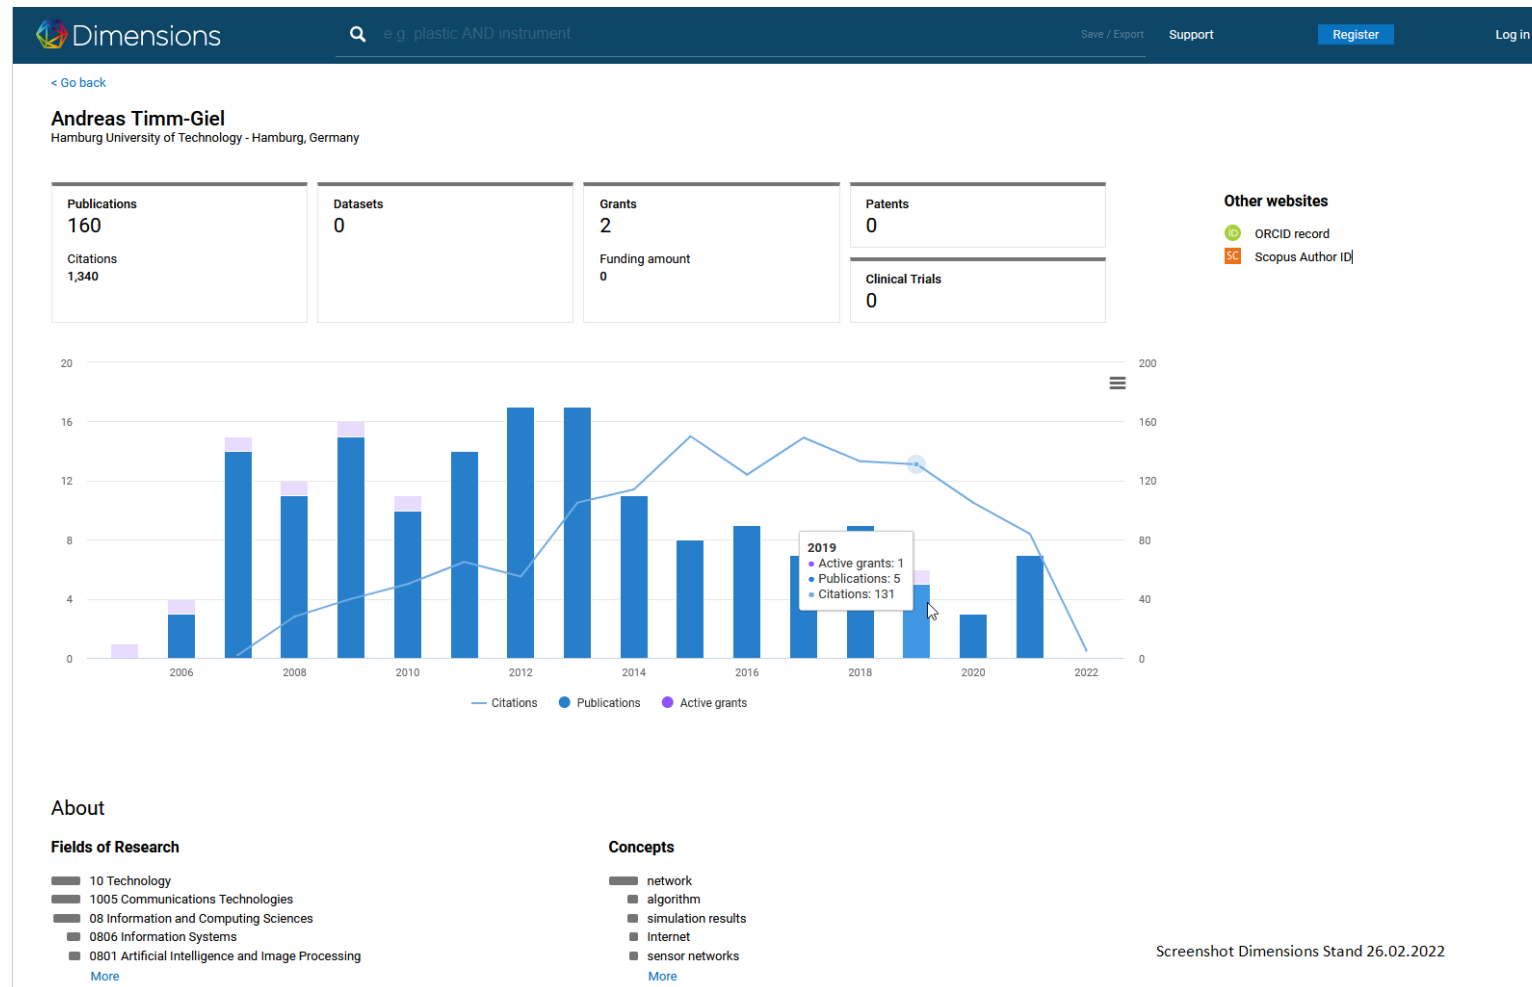 Dimensions
e.g. plastic AND instrument
Save / Export
Support
Register
Log in
< Go back
Andreas Timm-Giel
Hamburg University of Technology - Hamburg, Germany
Publications
160
Citations
1,340
Datasets
0
Grants
2
Funding amount
0
Patents
0
Clinical Trials
0
Other websites
iD ORCID record
SC Scopus Author ID
20
16
12
8
4
0
200
160
120
80
40
0
2019
• Active grants: 1
• Publications: 5
• Citations: 131
2006 2008 2010 2012 2014 2016 2018 2020 2022
Citations Publications Active grants
About
Fields of Research
10 Technology
1005 Communications Technologies
08 Information and Computing Sciences
0806 Information Systems
0801 Artificial Intelligence and Image Processing
More
Concepts
network
algorithm
simulation results
Internet
sensor networks
More
Screenshot Dimensions Stand 26.02.2022